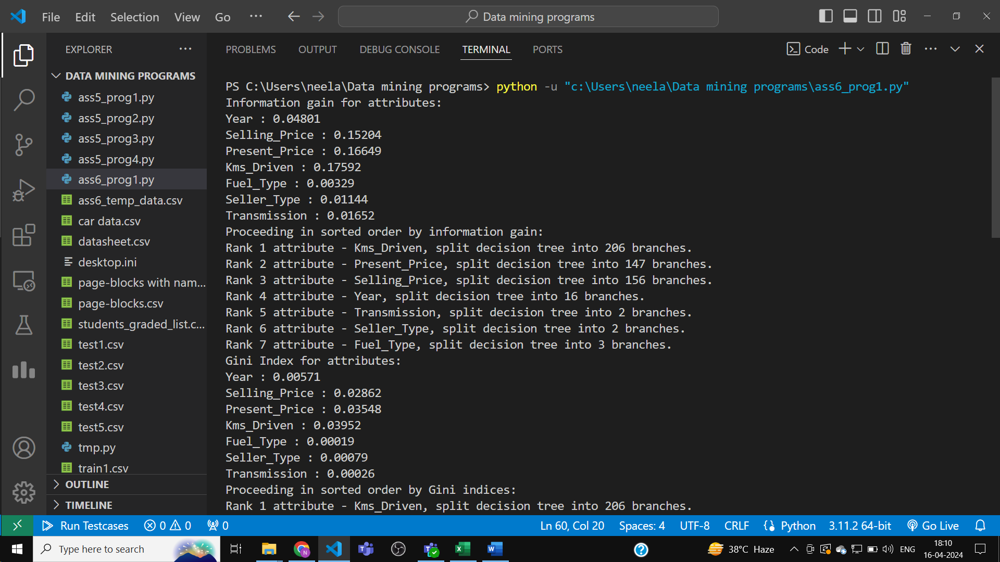 File Edit Selection View Go ... Data mining programs
EXPLORER ...
DATA MINING PROGRAMS
ass5_prog1.py
ass5_prog2.py
ass5_prog3.py
ass5_prog4.py
ass6_prog1.py
ass6_temp_data.csv
car data.csv
datasheet.csv
desktop.ini
page-blocks with nam...
page-blocks.csv
students_graded_list.c...
test1.csv
test2.csv
test3.csv
test4.csv
test5.csv
tmp.py
train1.csv
OUTLINE
TIMELINE
PROBLEMS OUTPUT DEBUG CONSOLE TERMINAL PORTS Code ...
PS C:\Users\neela\Data mining programs> python -u "c:\Users\neela\Data mining programs\ass6_prog1.py"
Information gain for attributes:
Year : 0.04801
Selling_Price : 0.15204
Present_Price : 0.16649
Kms_Driven : 0.17592
Fuel_Type : 0.00329
Seller_Type : 0.01144
Transmission : 0.01652
Proceeding in sorted order by information gain:
Rank 1 attribute - Kms_Driven, split decision tree into 206 branches.
Rank 2 attribute - Present_Price, split decision tree into 147 branches.
Rank 3 attribute - Selling_Price, split decision tree into 156 branches.
Rank 4 attribute - Year, split decision tree into 16 branches.
Rank 5 attribute - Transmission, split decision tree into 2 branches.
Rank 6 attribute - Seller_Type, split decision tree into 2 branches.
Rank 7 attribute - Fuel_Type, split decision tree into 3 branches.
Gini Index for attributes:
Year : 0.00571
Selling_Price : 0.02862
Present_Price : 0.03548
Kms_Driven : 0.03952
Fuel_Type : 0.00019
Seller_Type : 0.00079
Transmission : 0.00026
Proceeding in sorted order by Gini indices:
Rank 1 attribute - Kms_Driven, split decision tree into 206 branches.
Run Testcases 0 0 0 Ln 60, Col 20 Spaces: 4 UTF-8 CRLF Python 3.11.2 64-bit Go Live
Type here to search 38°C Haze ENG 18:10
16-04-2024